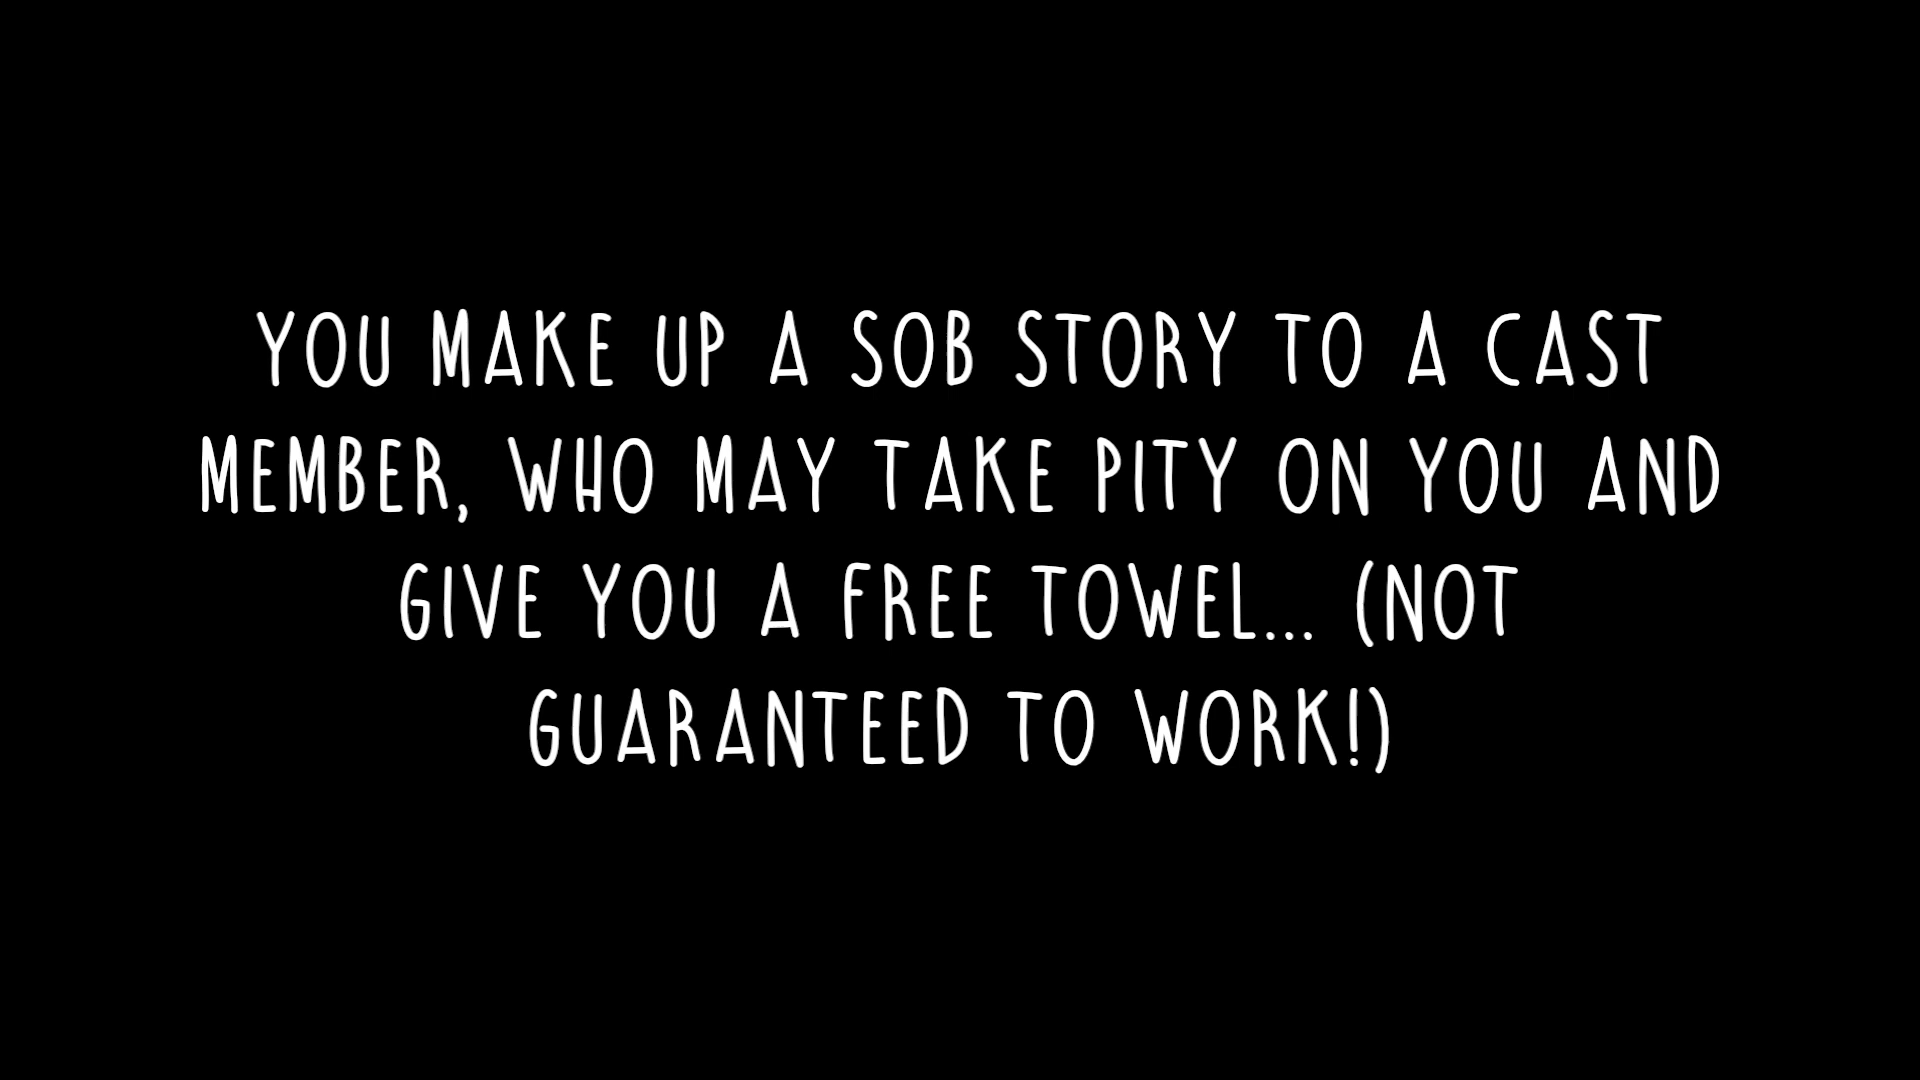 YOU MAKE UP A SOB STORY TO A CAST
MEMBER, WHO MAY TAKE PITY ON YOU AND
GIVE YOU A FREE TOWEL... (NOT
GUARANTEED TO WORK!)